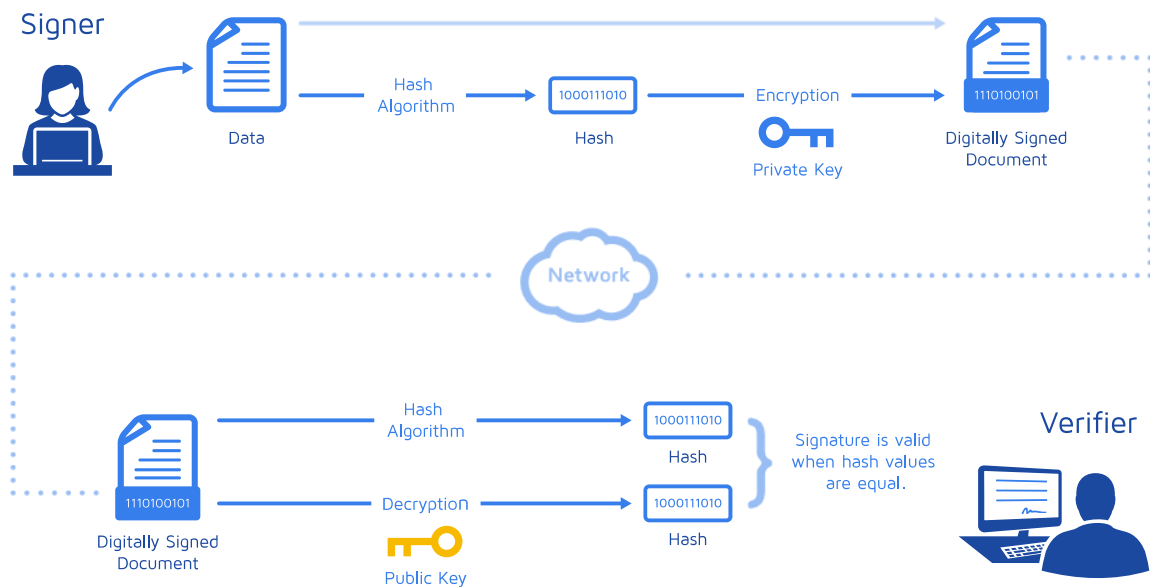 Signer
Hash
Algorithm
1000111010
Encryption
1110100101
Data
Hash
Private Key
Digitally Signed
Document
Network
Hash
Algorithm
1000111010
Hash
Signature is valid
when hash values
are equal.
Verifier
1110100101
Decryption
1000111010
Hash
Digitally Signed
Document
Public Key